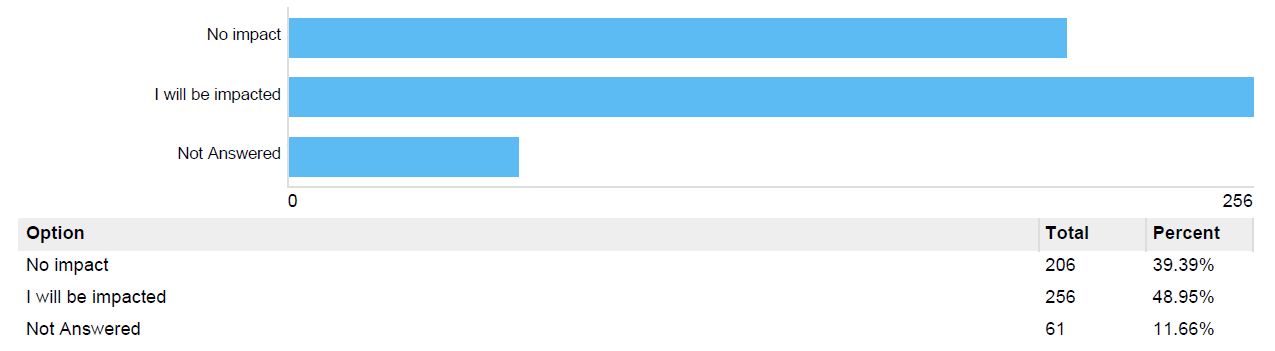 No impact
I will be impacted
Not Answered
0 256
Option Total Percent
No impact 206 39.39%
I will be impacted 256 48.95%
Not Answered 61 11.66%